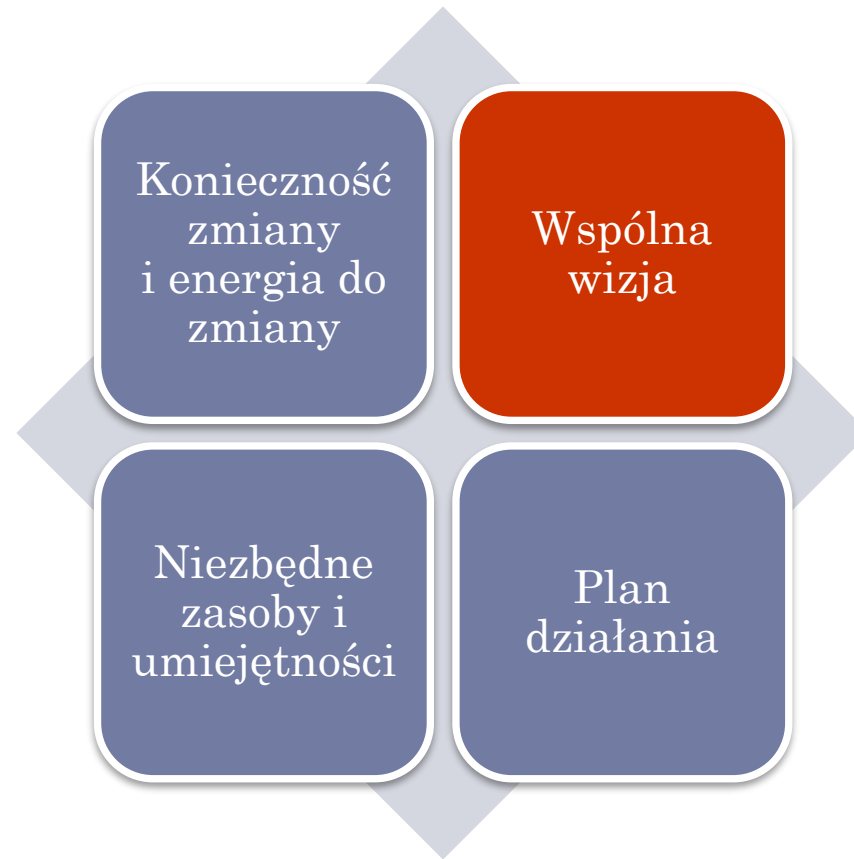 Konieczność
zmiany
i energia do
zmiany
Wspólna
wizja
Niezbędne
zasoby i
umiejętności
Plan
działania